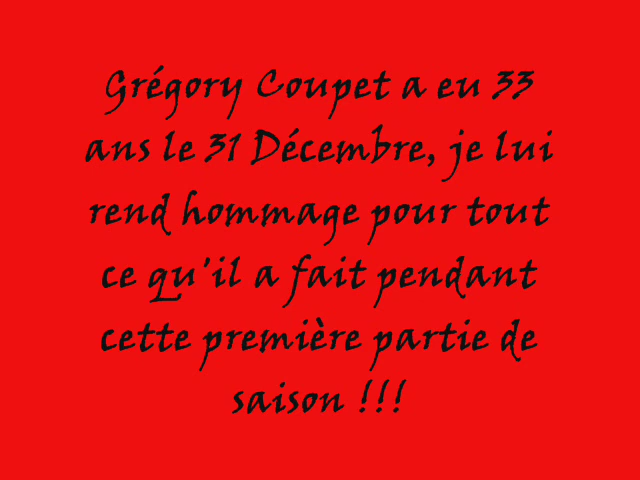 Grégory Coupet a eu 33
ans le 31 Décembre, je lui
rend hommage pour tout
ce qu'il a fait pendant
cette première partie de
saison !!!